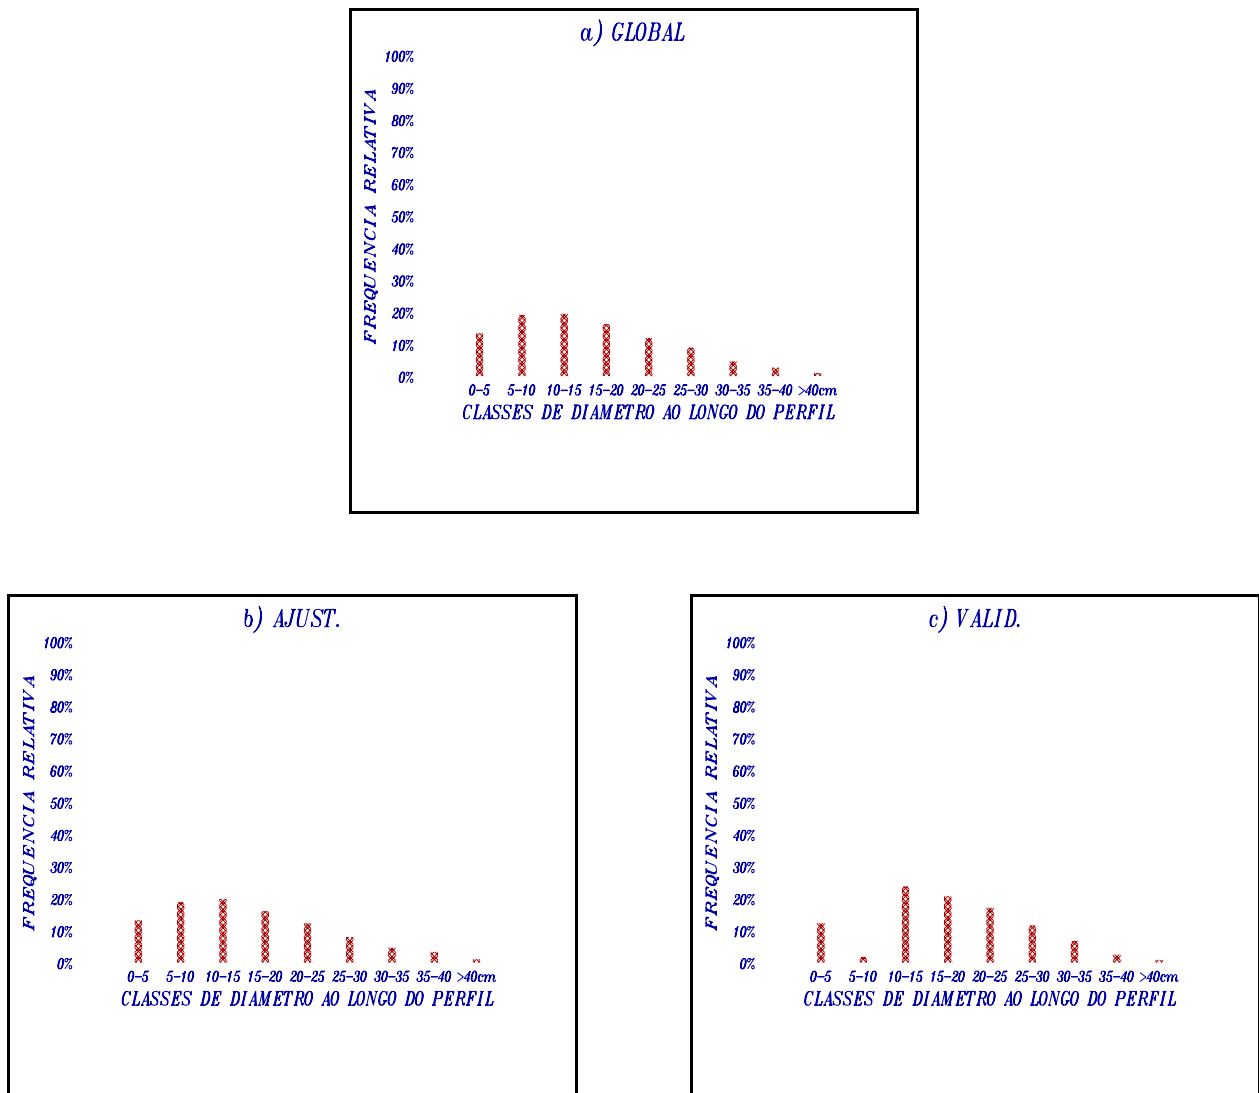 a) GLOBAL
100%
90%
80%
70%
60%
50%
40%
30%
20%
10%
0%
FREQUENCIA RELATIVA
0-5 5-10 10-15 15-20 20-25 25-30 30-35 35-40 >40cm
CLASSES DE DIAMETRO AO LONGO DO PERFIL
b) AJUST.
100%
90%
80%
70%
60%
50%
40%
30%
20%
10%
0%
FREQUENCIA RELATIVA
0-5 5-10 10-15 15-20 20-25 25-30 30-35 35-40 >40cm
CLASSES DE DIAMETRO AO LONGO DO PERFIL
c) VALID.
100%
90%
80%
70%
60%
50%
40%
30%
20%
10%
0%
FREQUENCIA RELATIVA
0-5 5-10 10-15 15-20 20-25 25-30 30-35 35-40 >40cm
CLASSES DE DIAMETRO AO LONGO DO PERFIL